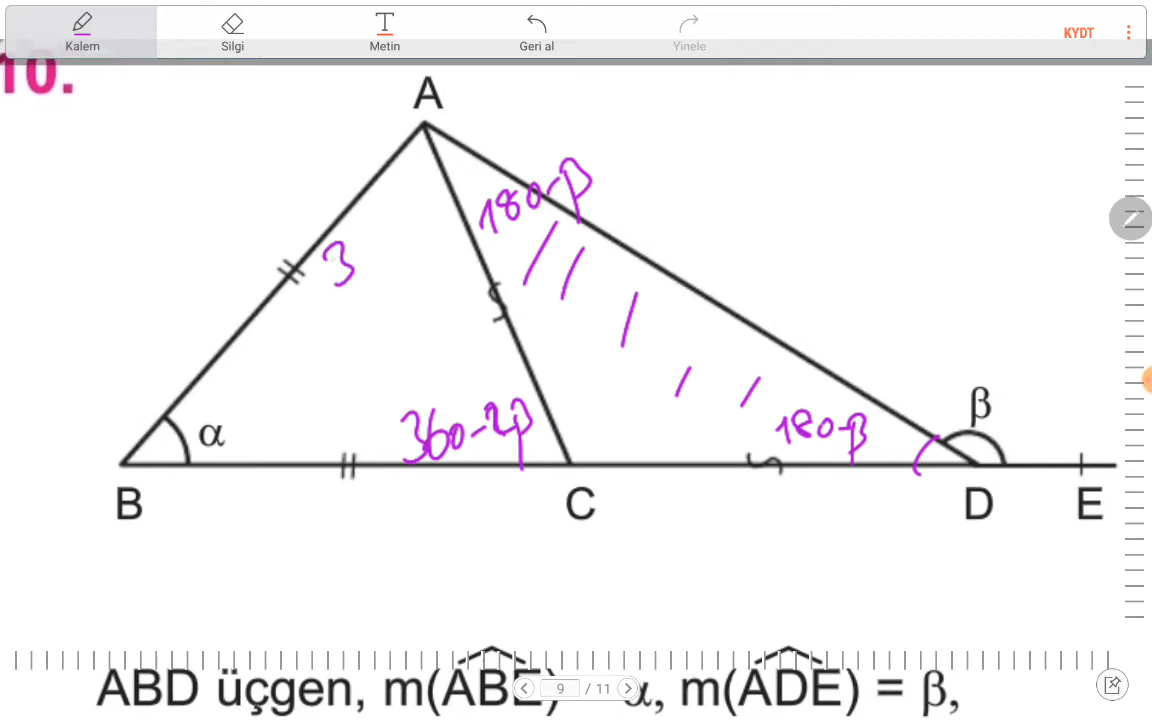 Kalem
Silgi
Metin
Geri al
Yinele
KYDT
10.
A
180-β
3
360-2β
180-β
α
β
B
C
D
E
9 / 11
ABD üçgen, m(ABE) α, m(ADE) = β,